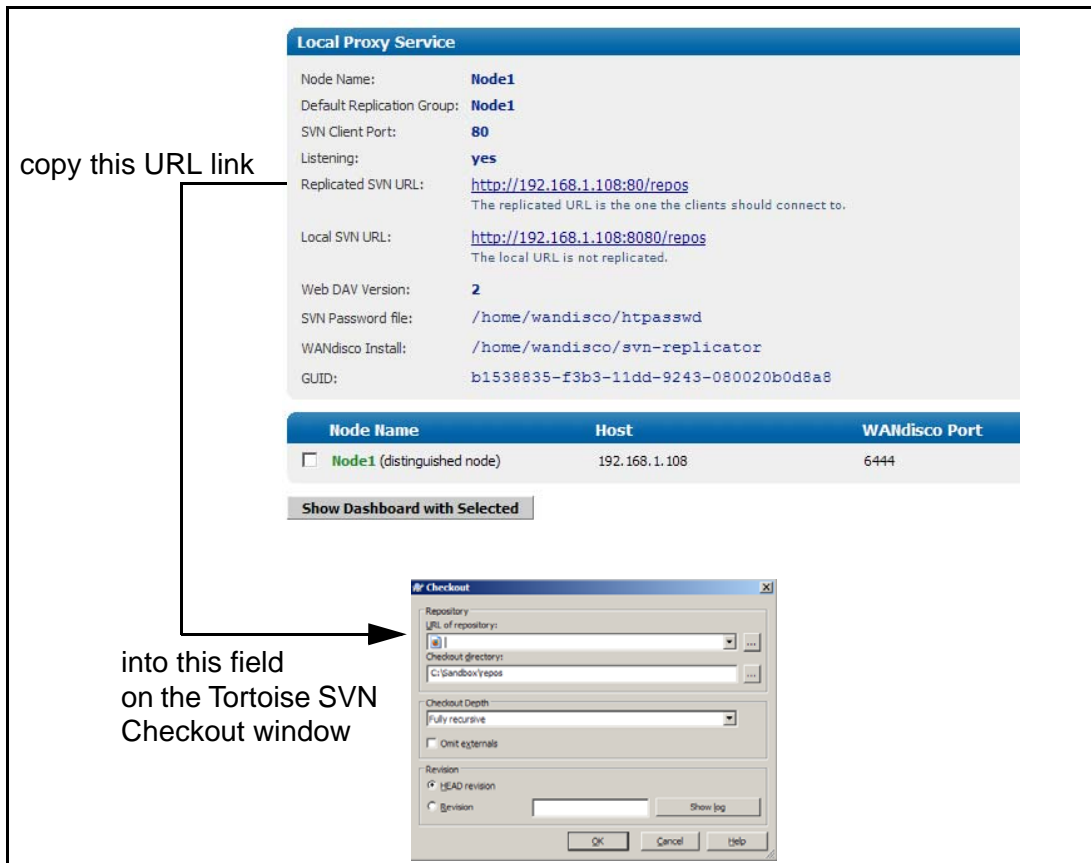 Local Proxy Service
Node Name: Node1
Default Replication Group: Node1
SVN Client Port: 80
Listening: yes
copy this URL link
Replicated SVN URL: http://192.168.1.108:80/repos
The replicated URL is the one the clients should connect to.
Local SVN URL: http://192.168.1.108:8080/repos
The local URL is not replicated.
Web DAV Version: 2
SVN Password file: /home/wandisco/htpasswd
WANdisco Install: /home/wandisco/svn-replicator
GUID: b1538835-f3b3-11dd-9243-080020b0d8a8
Node Name Host WANdisco Port
Node1 (distinguished node) 192.168.1.108 6444
Show Dashboard with Selected
Checkout
Repository
URL of repository:
...
Checkout directory:
C:\Sandbox\repos
...
into this field
on the Tortoise SVN
Checkout window
Checkout Depth
Fully recursive
Omit externals
Revision
HEAD revision
Revision Show log
OK Cancel Help